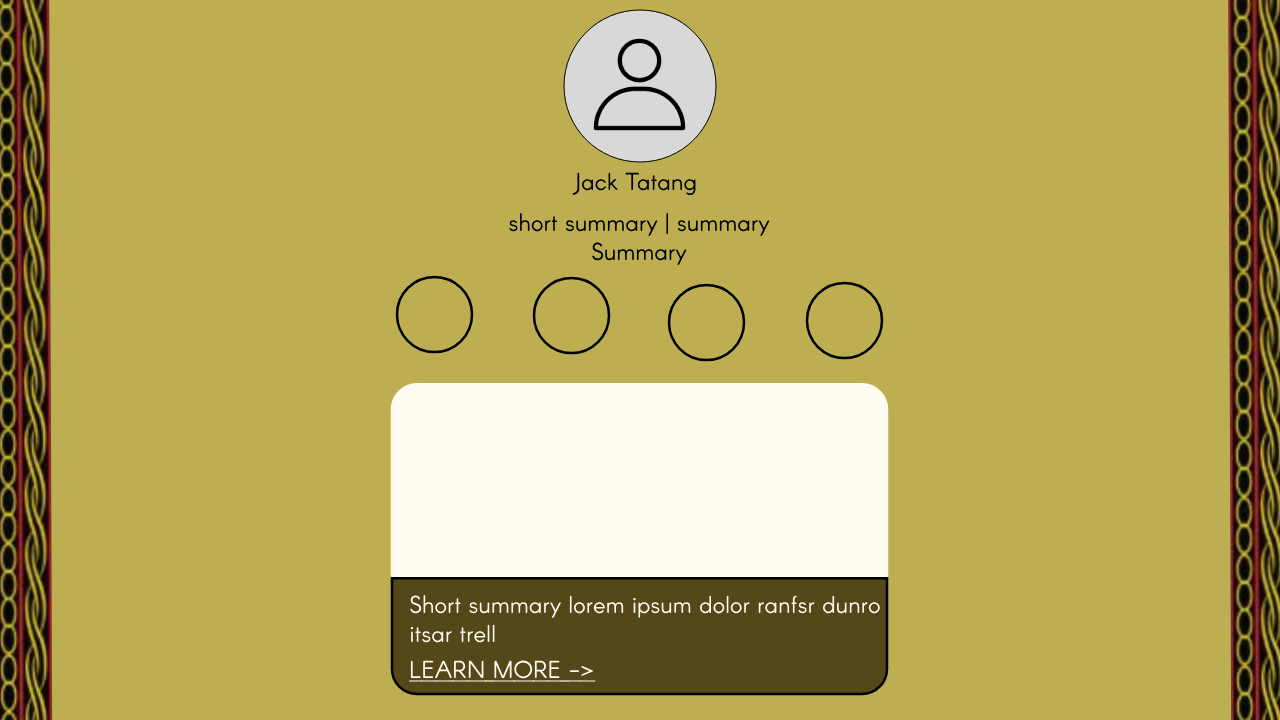 Jack Tatang
short summary | summary
Summary
Short summary lorem ipsum dolor ranfsr dunro
itsar trell
LEARN MORE –>